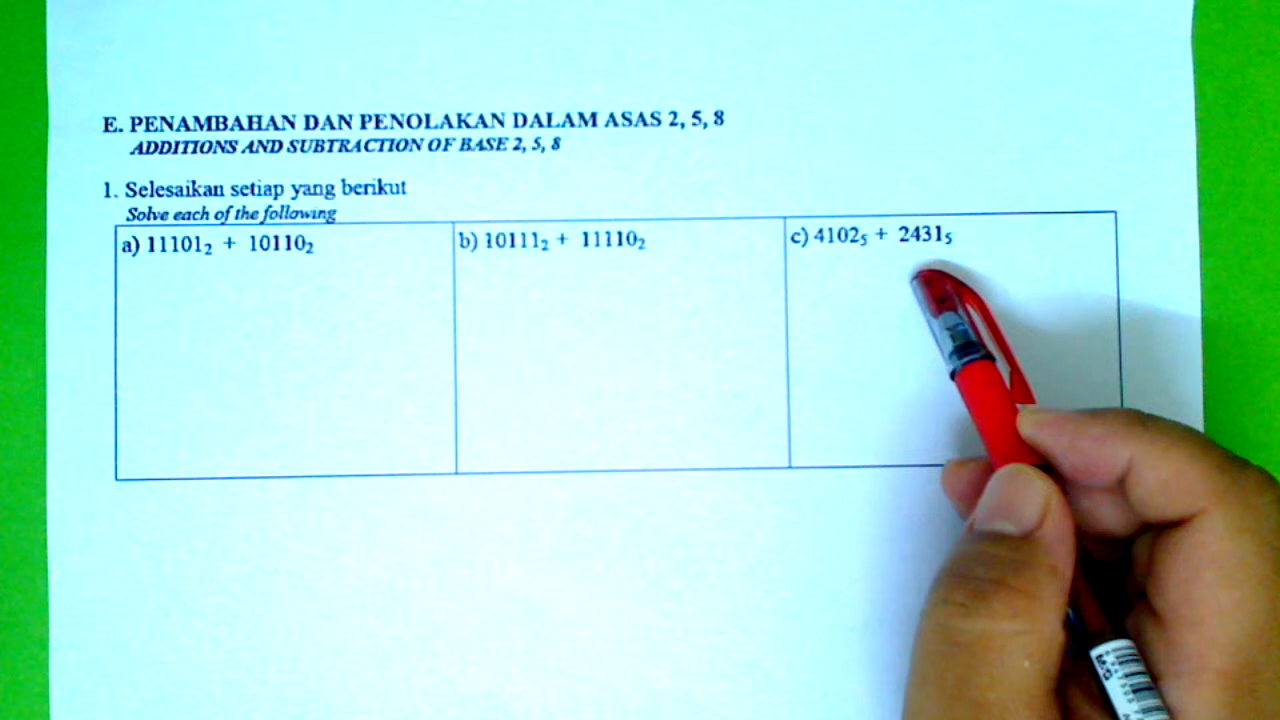 E. PENAMBAHAN DAN PENOLAKAN DALAM ASAS 2, 5, 8
ADDITIONS AND SUBTRACTION OF BASE 2, 5, 8
1. Selesaikan setiap yang berikut
Solve each of the following
a) 11101₂ + 10110₂
b) 10111₂ + 11110₂
c) 4102₅ + 2431₅
M&G